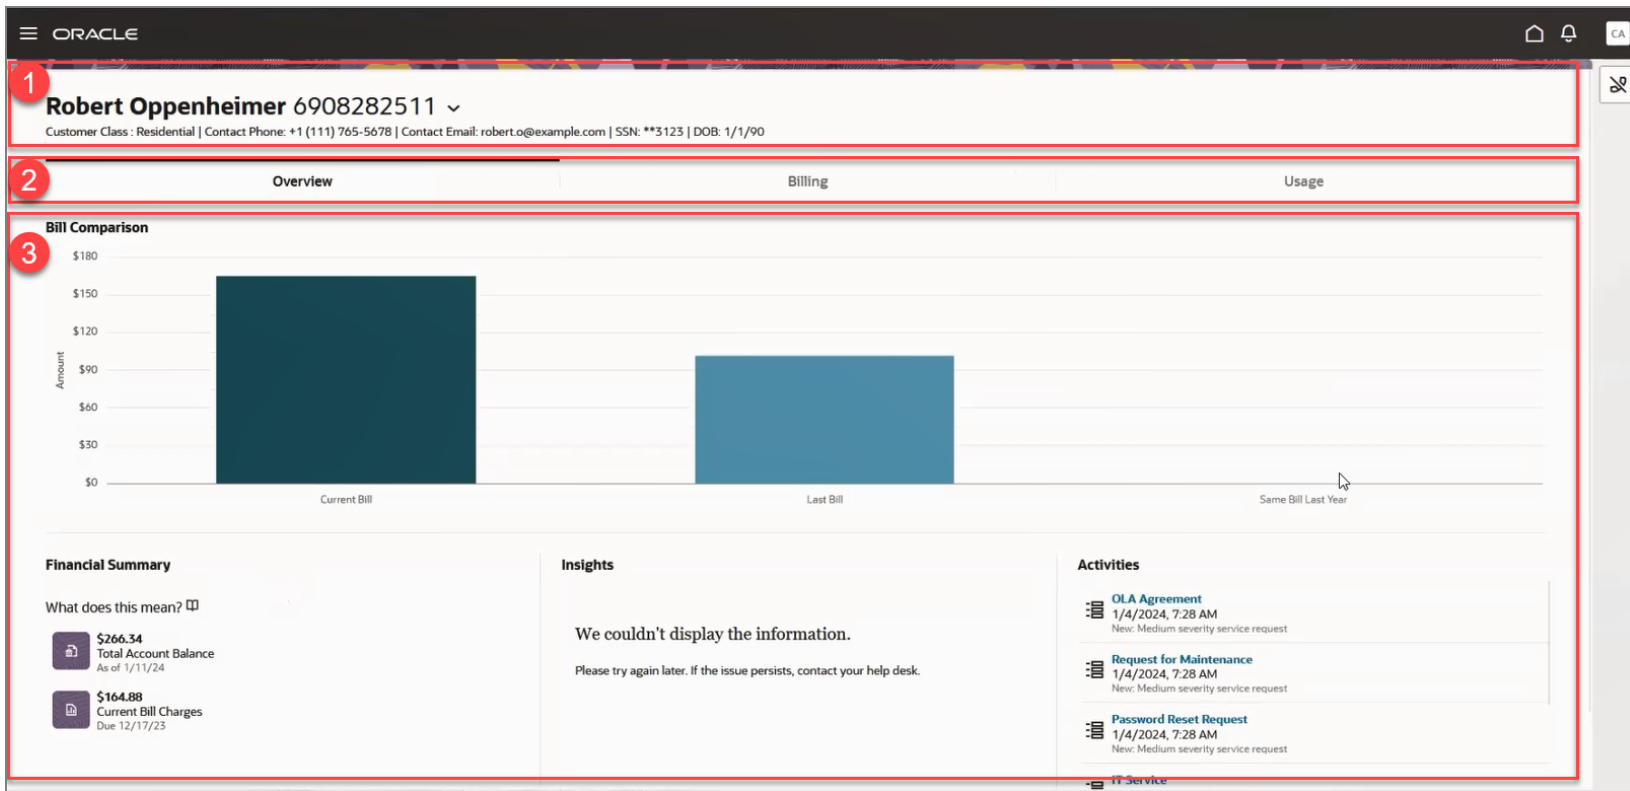 ORACLE
CA
1
Robert Oppenheimer 6908282511
Customer Class : Residential | Contact Phone: +1 (111) 765-5678 | Contact Email: robert.o@example.com | SSN: **3123 | DOB: 1/1/90
2
Overview
Billing
Usage
3
Bill Comparison
$180
$150
$120
$90
$60
$30
$0
Amount
Current Bill
Last Bill
Same Bill Last Year
Financial Summary
What does this mean?
$266.34
Total Account Balance
As of 1/11/24
$164.88
Current Bill Charges
Due 12/17/23
Insights
We couldn't display the information.
Please try again later. If the issue persists, contact your help desk.
Activities
OLA Agreement
1/4/2024, 7:28 AM
New: Medium severity service request
Request for Maintenance
1/4/2024, 7:28 AM
New: Medium severity service request
Password Reset Request
1/4/2024, 7:28 AM
New: Medium severity service request
IT Service